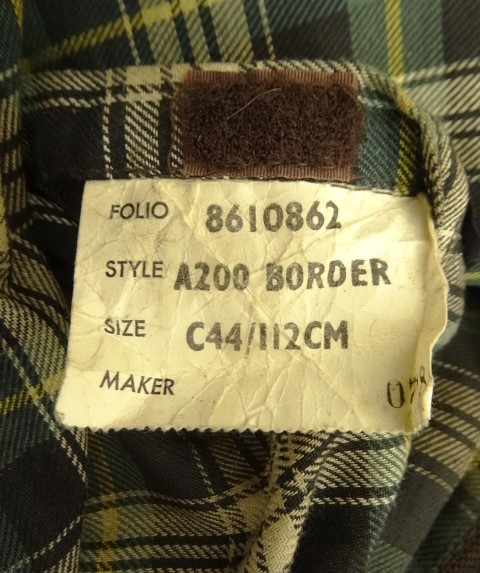 FOLIO 8610862
STYLE A200 BORDER
SIZE C44/112CM
MAKER